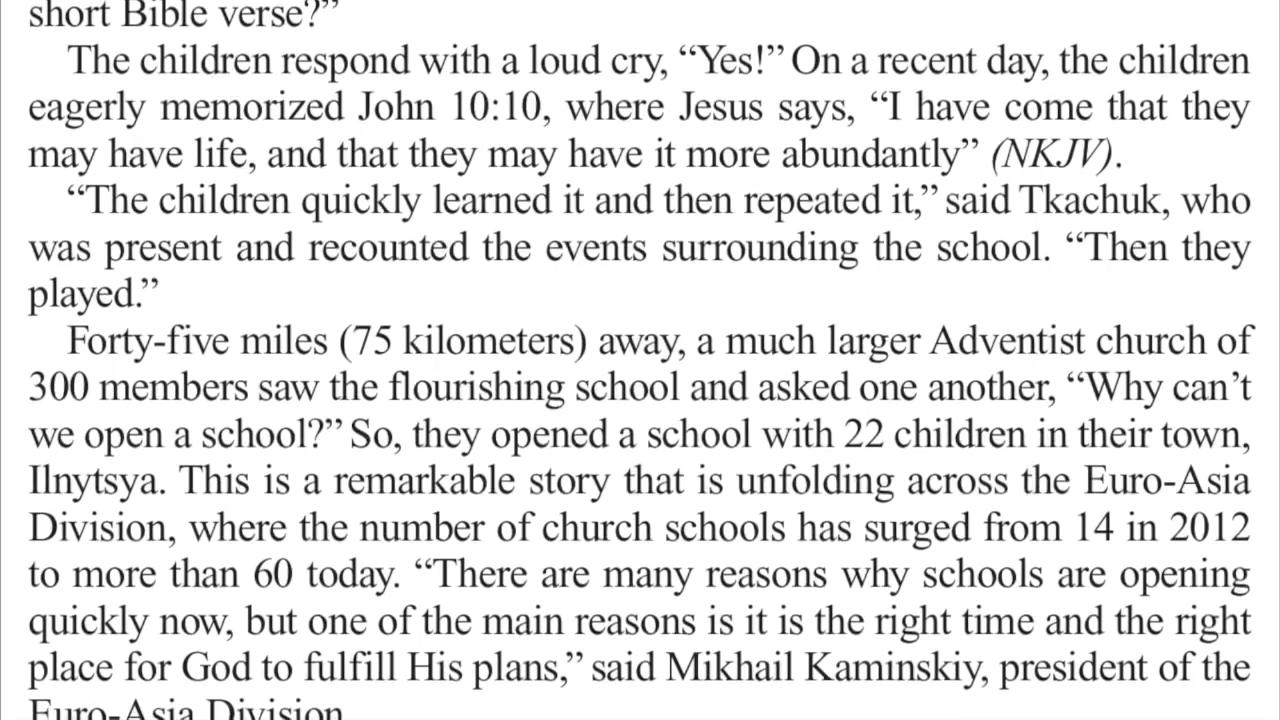 short Bible verse?”
The children respond with a loud cry, “Yes!” On a recent day, the children
eagerly memorized John 10:10, where Jesus says, “I have come that they
may have life, and that they may have it more abundantly” (NKJV).
“The children quickly learned it and then repeated it,” said Tkachuk, who
was present and recounted the events surrounding the school. “Then they
played.”
Forty-five miles (75 kilometers) away, a much larger Adventist church of
300 members saw the flourishing school and asked one another, “Why can’t
we open a school?” So, they opened a school with 22 children in their town,
Ilnytsya. This is a remarkable story that is unfolding across the Euro-Asia
Division, where the number of church schools has surged from 14 in 2012
to more than 60 today. “There are many reasons why schools are opening
quickly now, but one of the main reasons is it is the right time and the right
place for God to fulfill His plans,” said Mikhail Kaminskiy, president of the
Euro-Asia Division